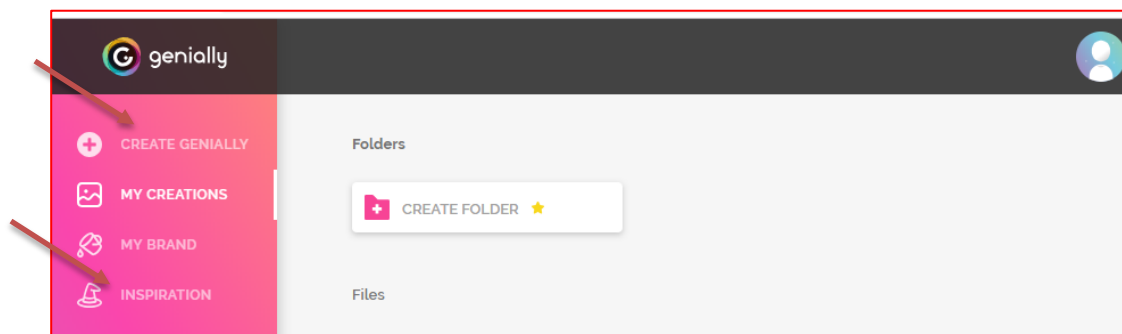 genially
CREATE GENIALLY
MY CREATIONS
MY BRAND
INSPIRATION
Folders
CREATE FOLDER
Files